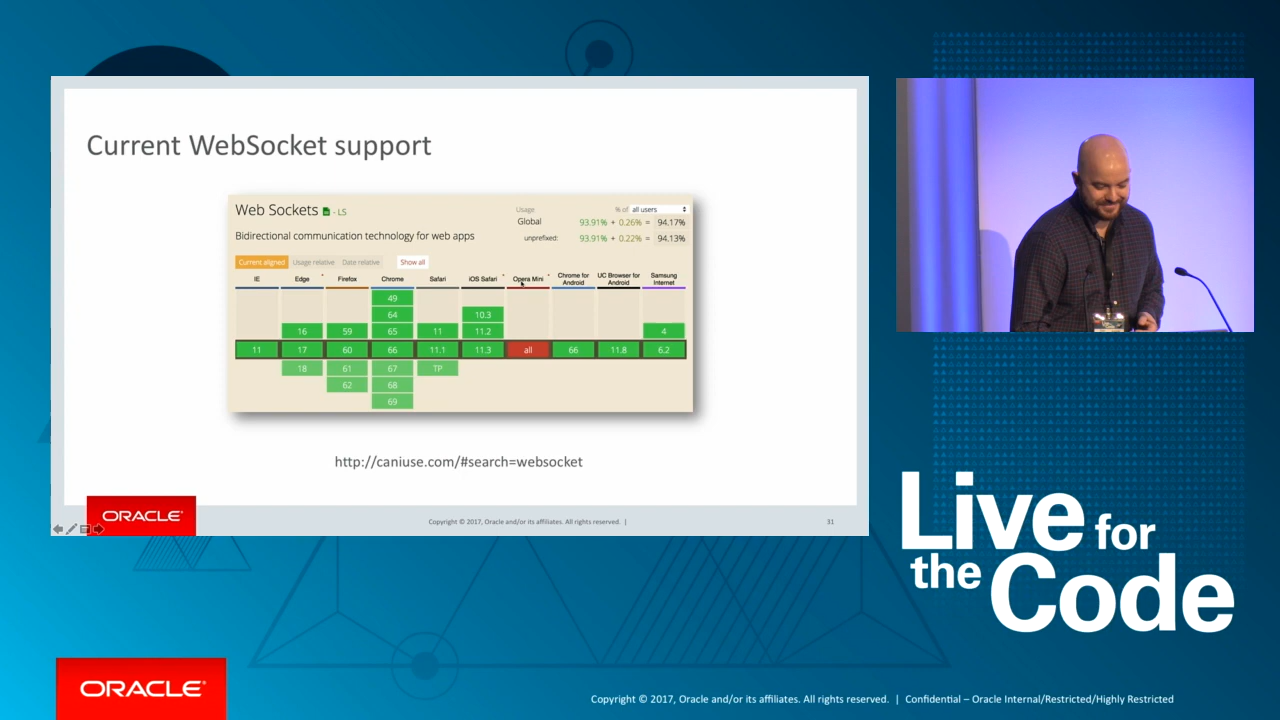 Current WebSocket support
Web Sockets - LS
Usage % of all users
Global 93.91% + 0.26% = 94.17%
unprefixed: 93.91% + 0.22% = 94.13%
Bidirectional communication technology for web apps
Current aligned Usage relative Date relative Show all
IE Edge * Firefox Chrome Safari iOS Safari * Opera Mini * Chrome for Android UC Browser for Android Samsung Internet
49
64 10.3
16 59 65 11 11.2 4
11 17 60 66 11.1 11.3 all 66 11.8 6.2
18 61 67 TP
62 68
69
http://caniuse.com/#search=websocket
ORACLE®
Copyright © 2017, Oracle and/or its affiliates. All rights reserved. |
31
Live for
the Code
ORACLE®
Copyright © 2017, Oracle and/or its affiliates. All rights reserved. | Confidential – Oracle Internal/Restricted/Highly Restricted